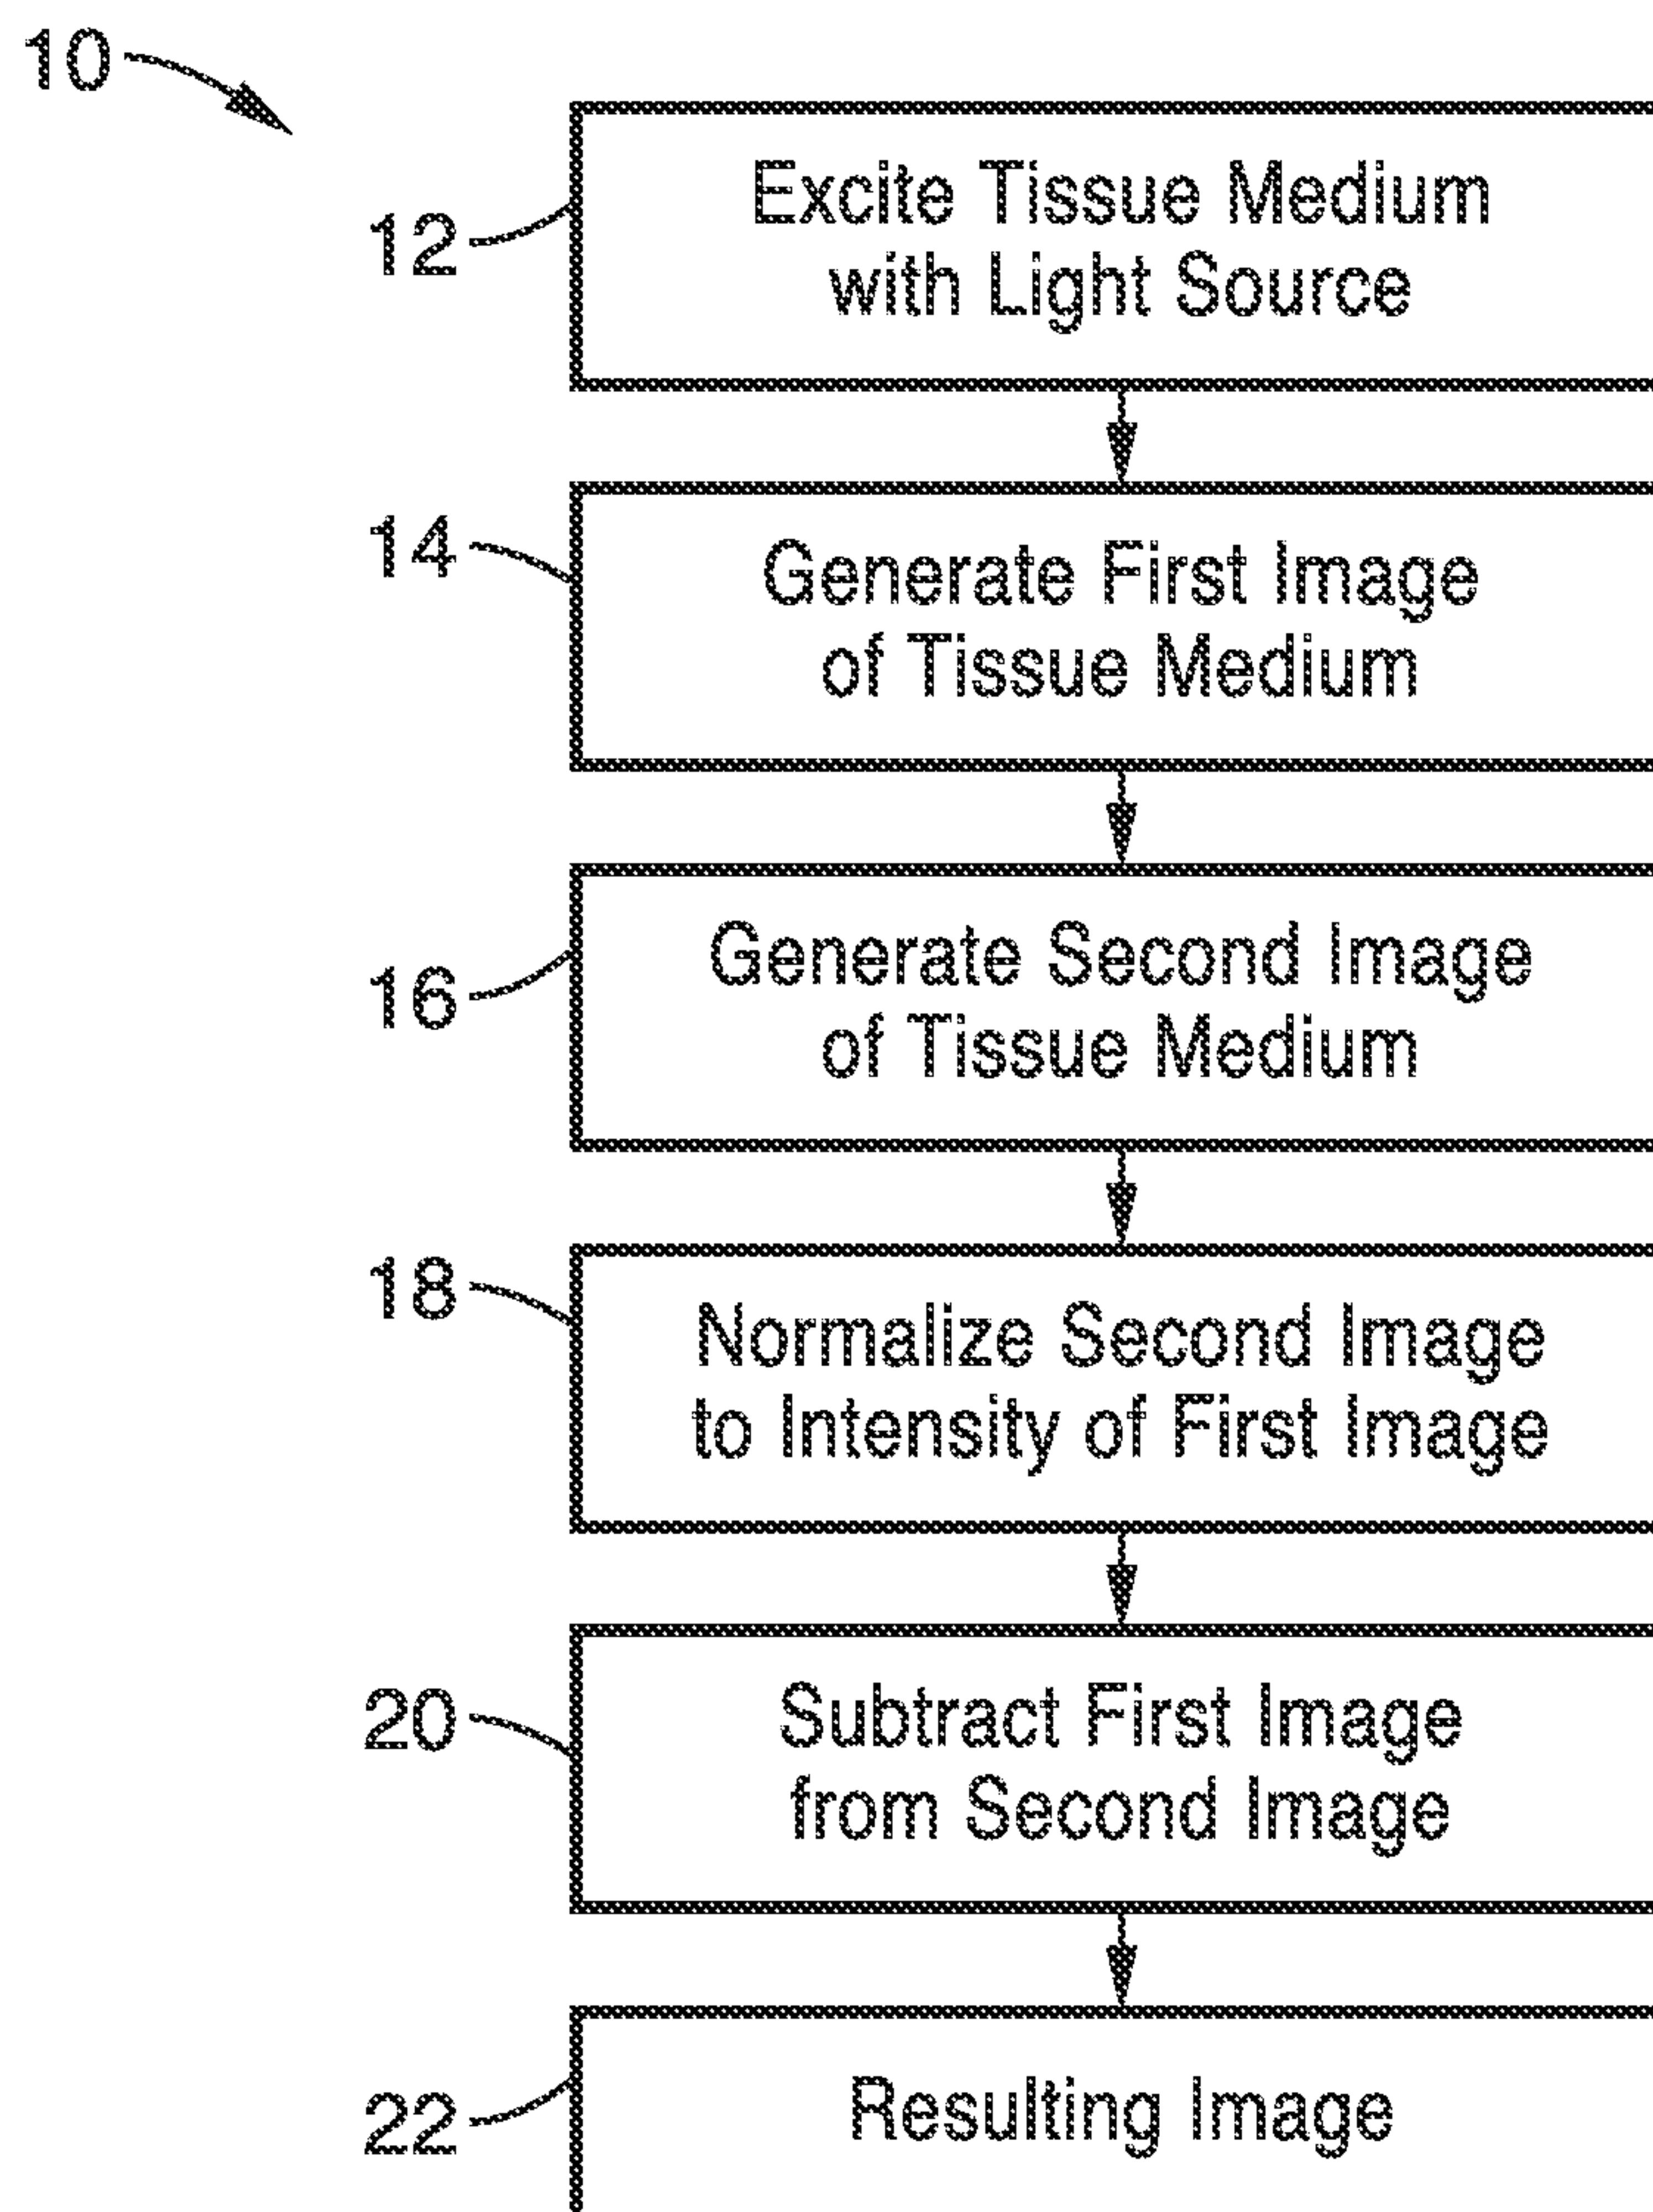 10
12
Excite Tissue Medium
with Light Source
14
Generate First Image
of Tissue Medium
16
Generate Second Image
of Tissue Medium
18
Normalize Second Image
to Intensity of First Image
20
Subtract First Image
from Second Image
22
Resulting Image